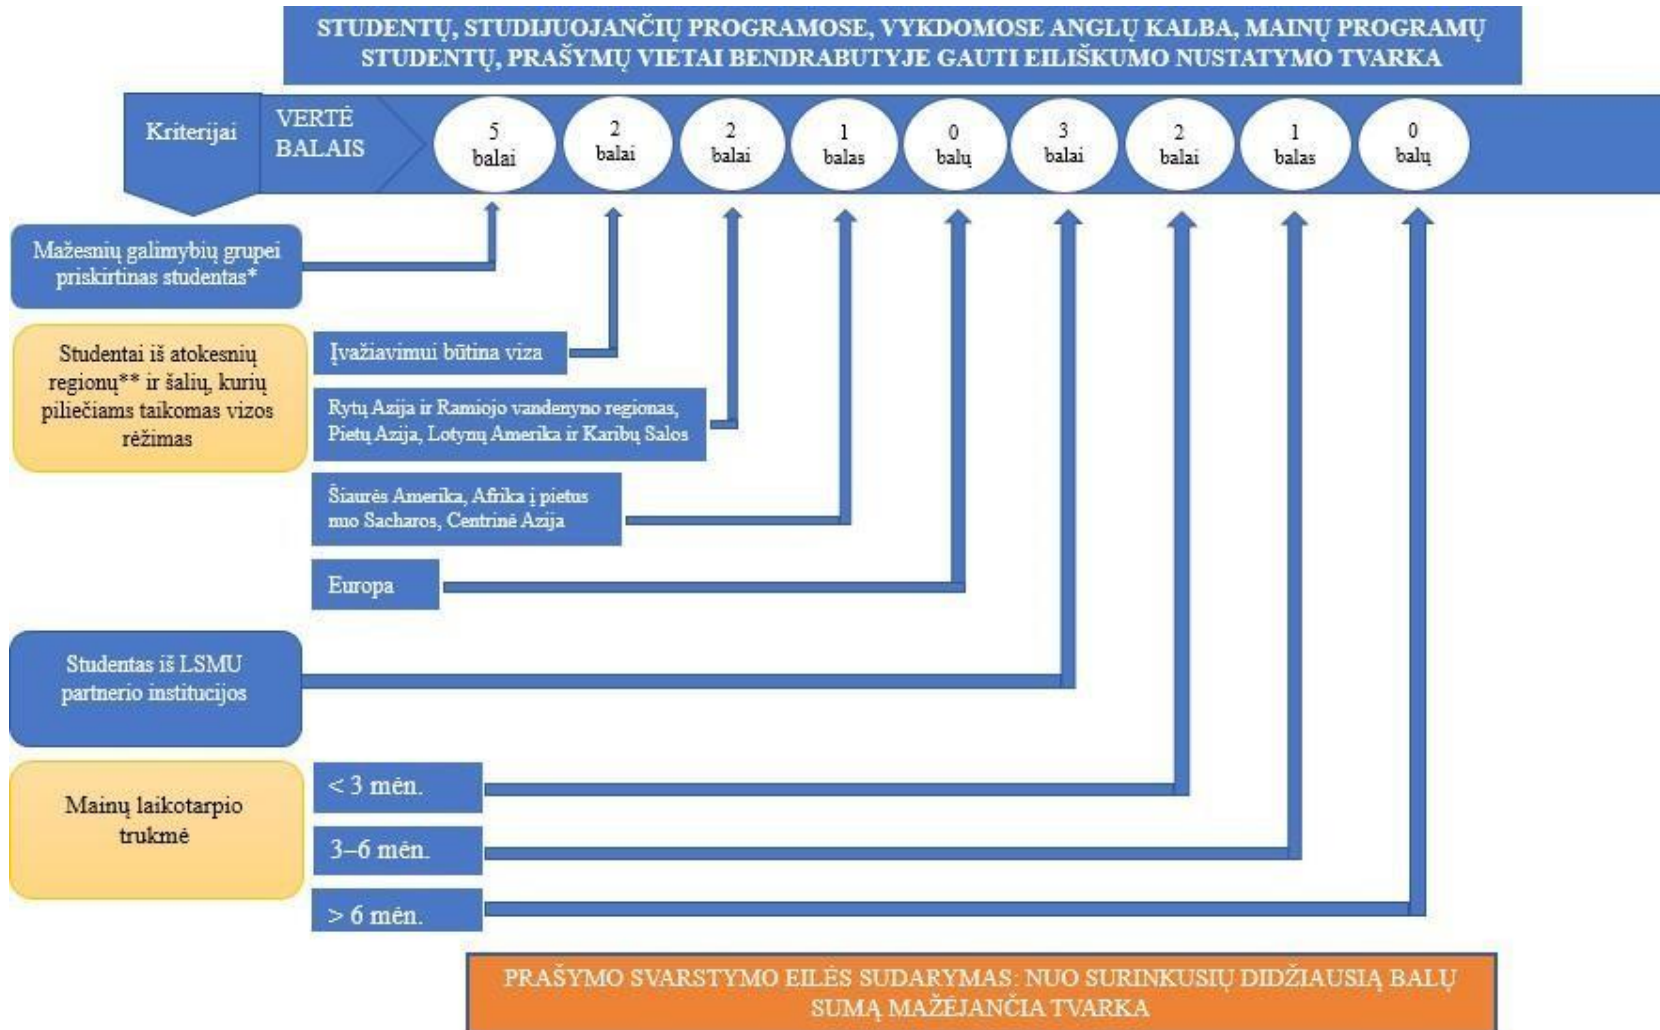 STUDENTŲ, STUDIJUOJANČIŲ PROGRAMOSE, VYKDOMOSE ANGLŲ KALBA, MAINŲ PROGRAMŲ
STUDENTŲ, PRAŠYMŲ VIETAI BENDRABUTYJE GAUTI EILIŠKUMO NUSTATYMO TVARKA
Kriterijai
VERTĖ
BALAIS
5
balai
2
balai
2
balai
1
balas
0
balų
3
balai
2
balai
1
balas
0
balų
Mažesnių galimybių grupei
priskirtinas studentas*
Studentai iš atokesnių
regionų** ir šalių, kurių
piliečiams taikomas vizos
rėžimas
Įvažiavimui būtina viza
Rytų Azija ir Ramiojo vandenyno regionas,
Pietų Azija, Lotynų Amerika ir Karibų Salos
Šiaurės Amerika, Afrika į pietus
nuo Sacharos, Centrinė Azija
Europa
Studentas iš LSMU
partnerio institucijos
Mainų laikotarpio
trukmė
< 3 mėn.
3–6 mėn.
> 6 mėn.
PRAŠYMO SVARSTYMO EILĖS SUDARYMAS: NUO SURINKUSIŲ DIDŽIAUSIĄ BALŲ
SUMĄ MAŽĖJANČIA TVARKA